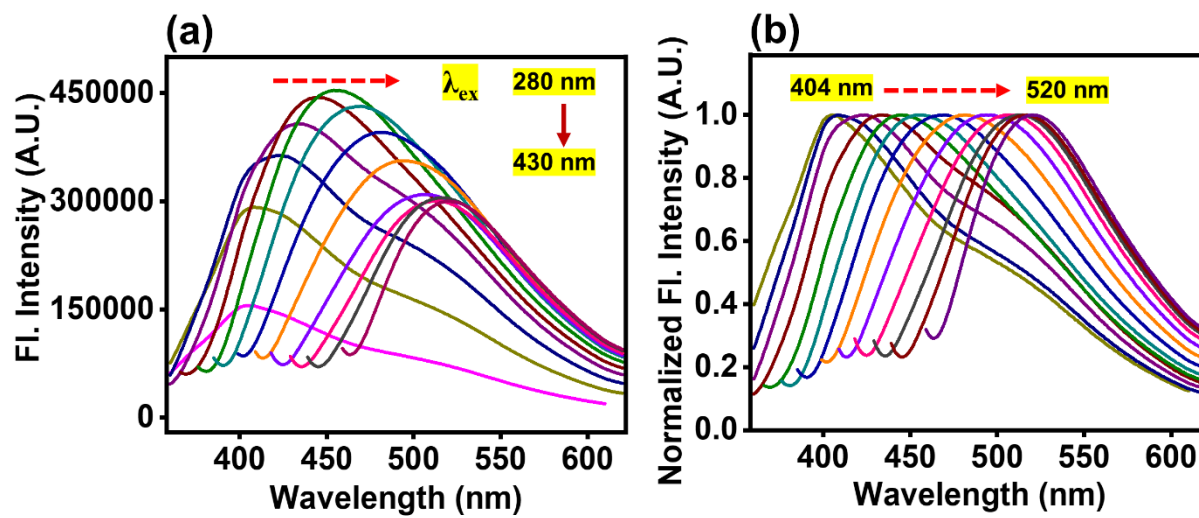 (a)
Fl. Intensity (A.U.)
450000
300000
150000
0
λex
280 nm
430 nm
400 450 500 550 600
Wavelength (nm)
(b)
Normalized Fl. Intensity (A.U.)
1.0
0.8
0.6
0.4
0.2
0.0
404 nm
520 nm
400 450 500 550 600
Wavelength (nm)